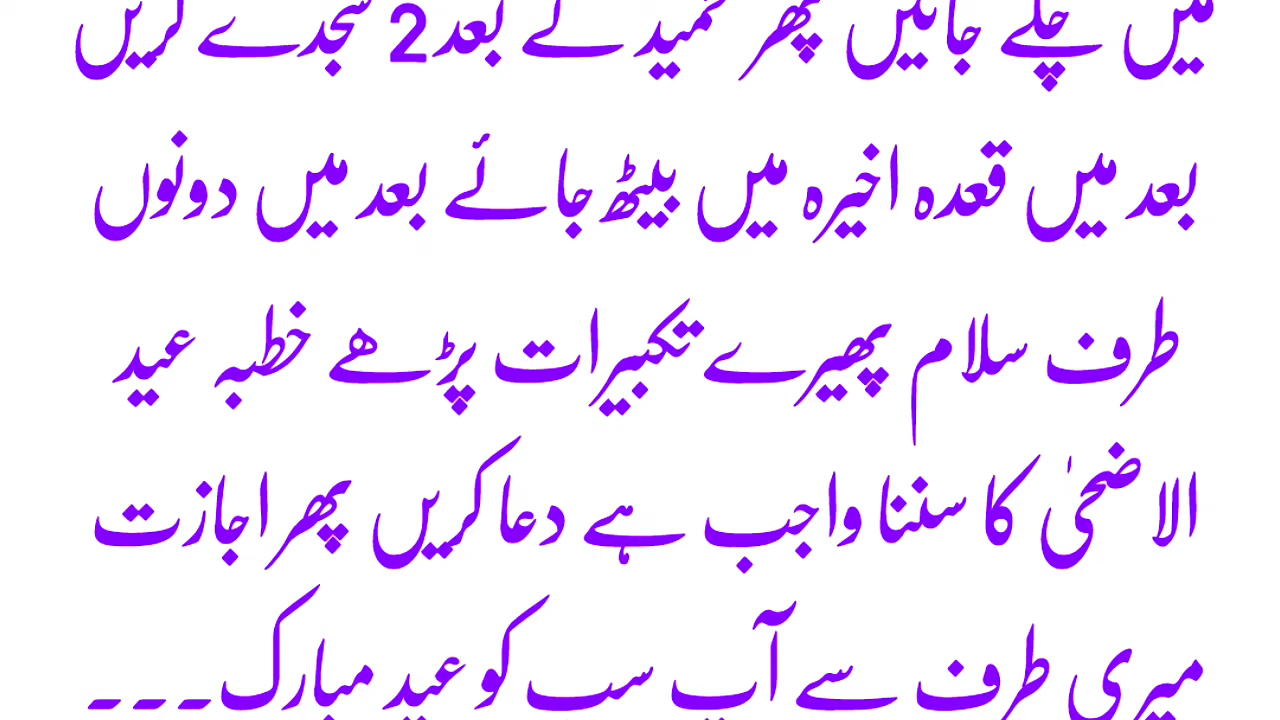 میں چلے جائیں پھر تحمید کے بعد 2 سجدے کریں
بعد میں قعدہ اخیرہ میں بیٹھ جائے بعد میں دونوں
طرف سلام پھیرے تکبیرات پڑھے خطبہ عید
الاضحیٰ کا سننا واجب ہے دعا کریں پھر اجازت
میری طرف سے آپ سب کو عید مبارک۔۔۔